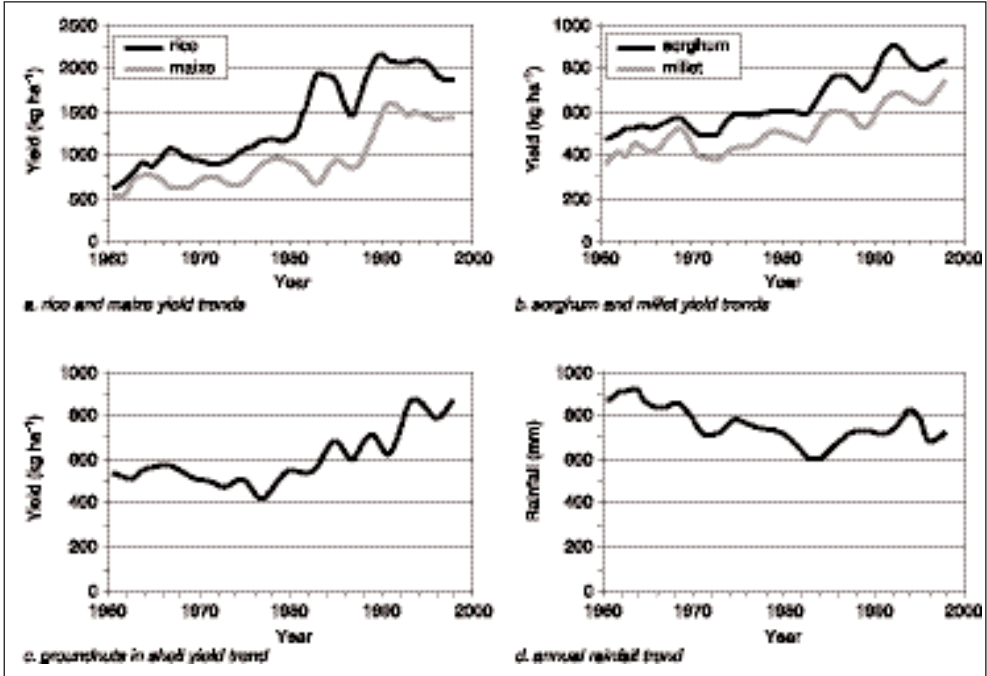 2500
2000
1500
1000
500
0
Yield (kg ha⁻¹)
rice
maize
1960 1970 1980 1990 2000
Year
a. rice and maize yield trends
1000
800
600
400
200
0
Yield (kg ha⁻¹)
sorghum
millet
1960 1970 1980 1990 2000
Year
b. sorghum and millet yield trends
1000
800
600
400
200
0
Yield (kg ha⁻¹)
1960 1970 1980 1990 2000
Year
c. groundnuts in shell yield trend
1000
800
600
400
200
0
Rainfall (mm)
1960 1970 1980 1990 2000
Year
d. annual rainfall trend